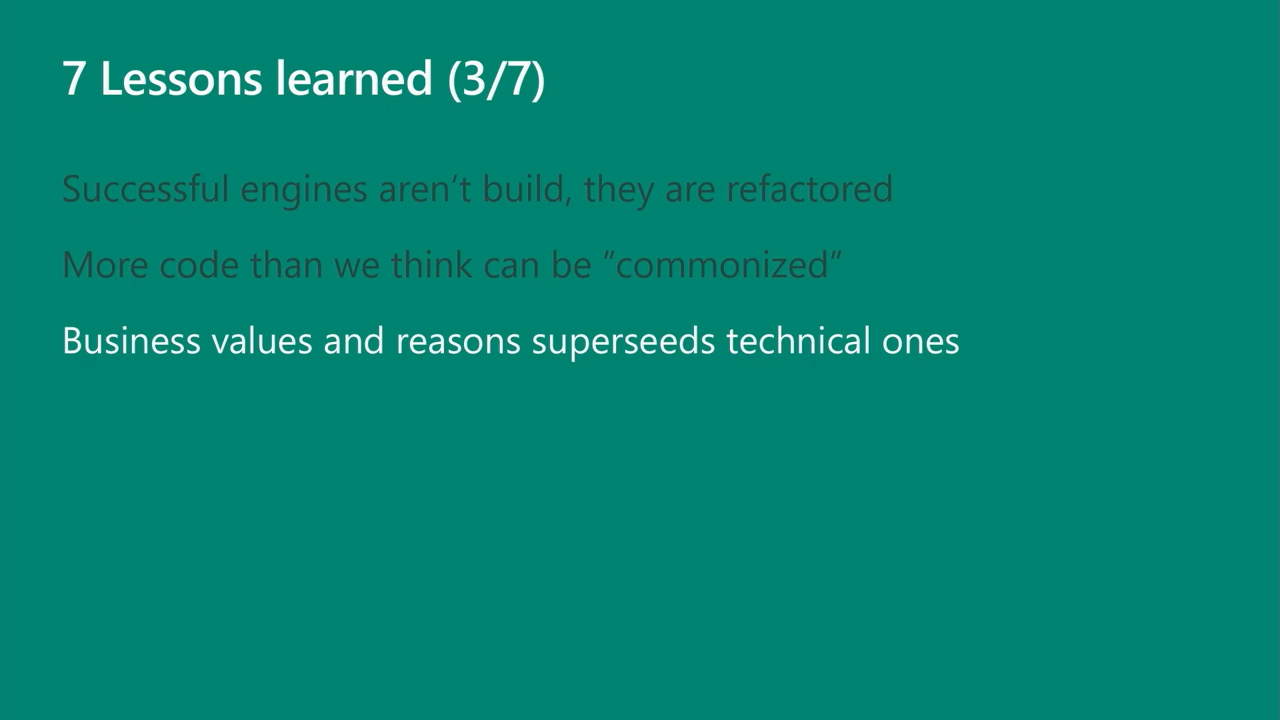 7 Lessons learned (3/7)
Successful engines aren’t build, they are refactored
More code than we think can be ”commonized”
Business values and reasons superseeds technical ones